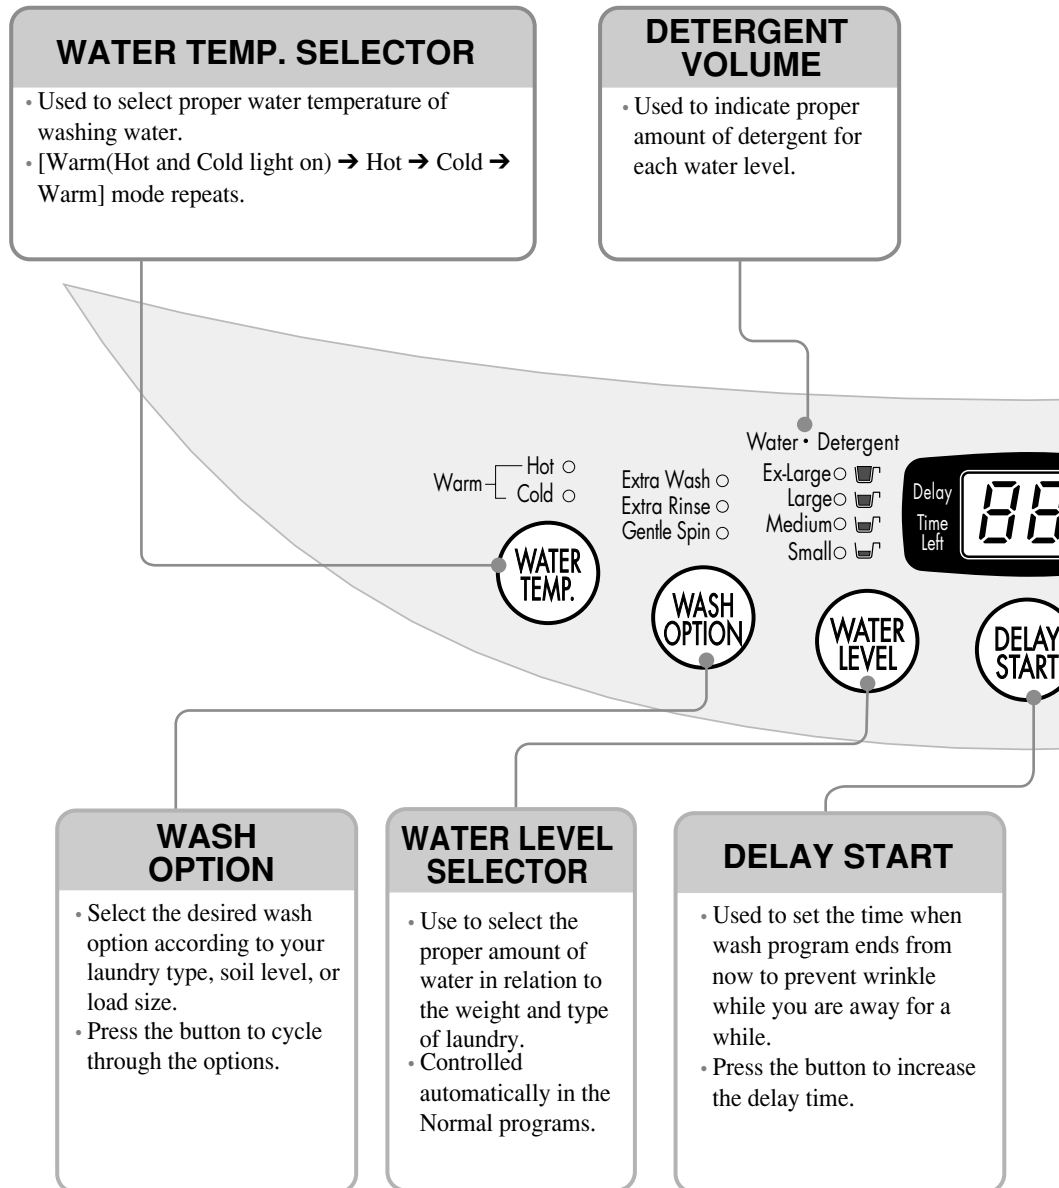 WATER TEMP. SELECTOR
• Used to select proper water temperature of
washing water.
• [Warm(Hot and Cold light on) ➔ Hot ➔ Cold ➔
Warm] mode repeats.
DETERGENT
VOLUME
• Used to indicate proper
amount of detergent for
each water level.
Warm
Hot
Cold
WATER
TEMP.
Extra Wash
Extra Rinse
Gentle Spin
WASH
OPTION
Water • Detergent
Ex-Large
Large
Medium
Small
WATER
LEVEL
Delay
Time
Left
88
DELAY
START
WASH
OPTION
• Select the desired wash
option according to your
laundry type, soil level, or
load size.
• Press the button to cycle
through the options.
WATER LEVEL
SELECTOR
• Use to select the
proper amount of
water in relation to
the weight and type
of laundry.
• Controlled
automatically in the
Normal programs.
DELAY START
• Used to set the time when
wash program ends from
now to prevent wrinkle
while you are away for a
while.
• Press the button to increase
the delay time.